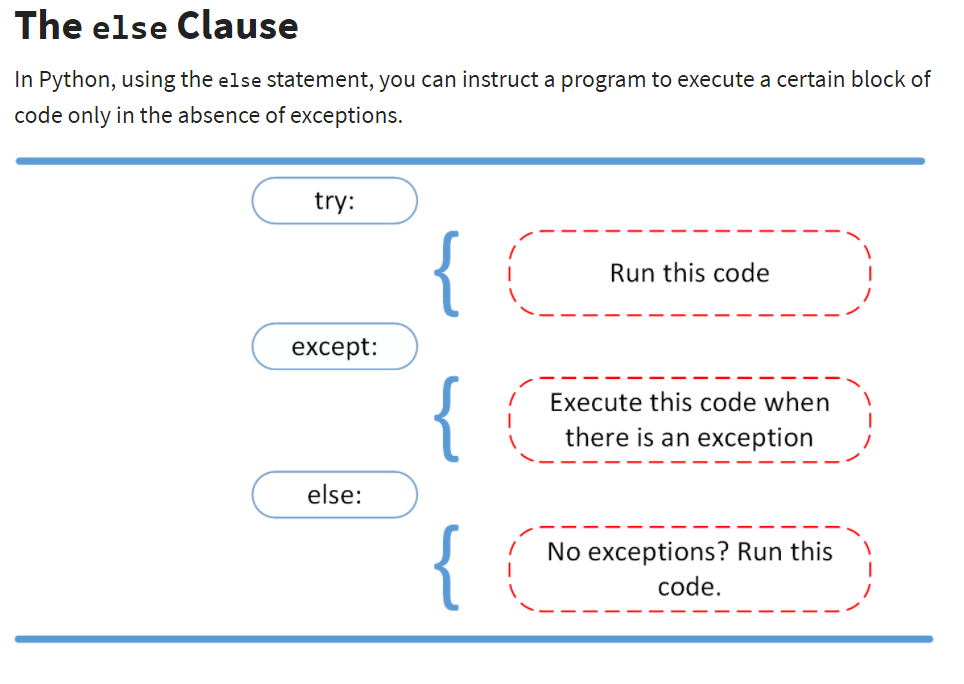 The else Clause
In Python, using the else statement, you can instruct a program to execute a certain block of
code only in the absence of exceptions.
try:
Run this code
except:
Execute this code when
there is an exception
else:
No exceptions? Run this
code.